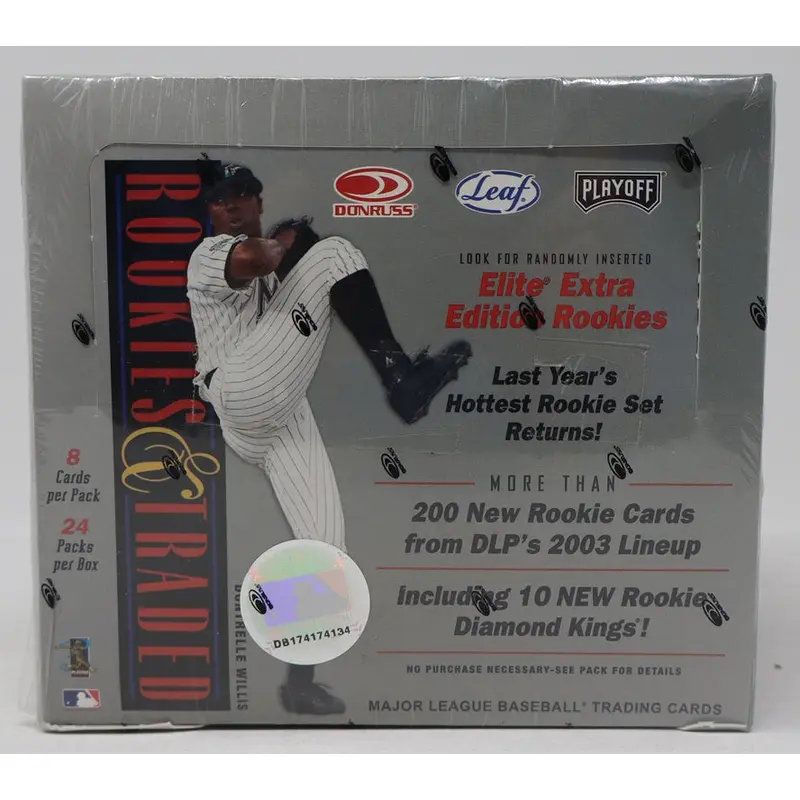 DONRUSS
Leaf
PLAYOFF
ROOKIES & TRADED
LOOK FOR RANDOMLY INSERTED
Elite® Extra
Edition Rookies
Last Year's
Hottest Rookie Set
Returns!
8
Cards
per Pack
24
Packs
per Box
MORE THAN
200 New Rookie Cards
from DLP's 2003 Lineup
including 10 NEW Rookie
Diamond Kings®!
DONTRELLE WILLIS
DB174174134
NO PURCHASE NECESSARY-SEE PACK FOR DETAILS
MAJOR LEAGUE BASEBALL® TRADING CARDS